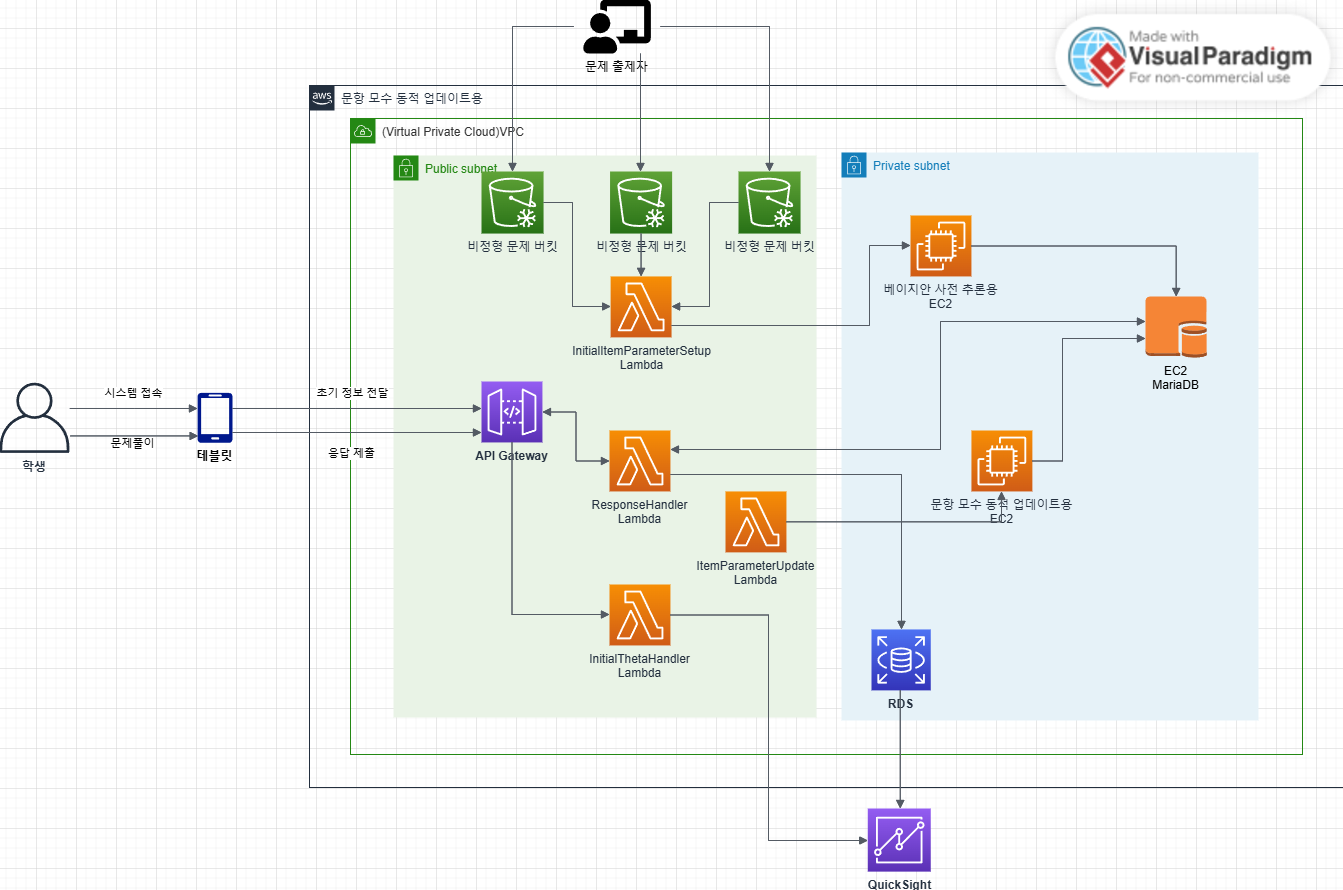 문제 출제자
Made with
Visual Paradigm
For non-commercial use
aws
문항 모수 동적 업데이트용
(Virtual Private Cloud)VPC
Public subnet
Private subnet
비정형 문제 버킷
비정형 문제 버킷
비정형 문제 버킷
베이지안 사전 추론용
EC2
InitialItemParameterSetup
Lambda
EC2
MariaDB
시스템 접속
초기 정보 전달
문제풀이
응답 제출
학생
테블릿
API Gateway
ResponseHandler
Lambda
문항 모수 동적 업데이트용
EC2
ItemParameterUpdate
Lambda
InitialThetaHandler
Lambda
RDS
QuickSight